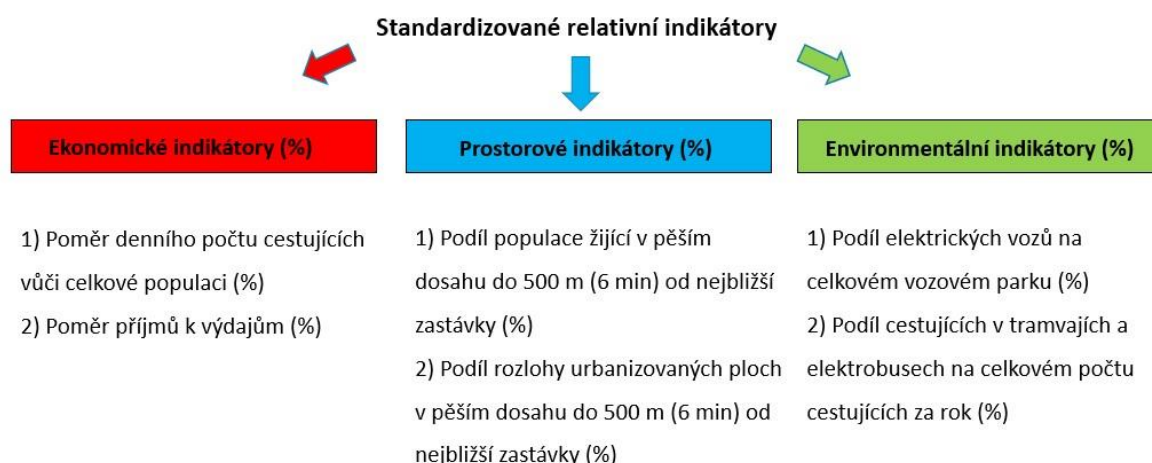 Standardizované relativní indikátory
Ekonomické indikátory (%)
1) Poměr denního počtu cestujících
vůči celkové populaci (%)
2) Poměr příjmů k výdajům (%)
Prostorové indikátory (%)
1) Podíl populace žijící v pěším
dosahu do 500 m (6 min) od nejbližší
zastávky (%)
2) Podíl rozlohy urbanizovaných ploch
v pěším dosahu do 500 m (6 min) od
nejbližší zastávky (%)
Environmentální indikátory (%)
1) Podíl elektrických vozů na
celkovém vozovém parku (%)
2) Podíl cestujících v tramvajích a
elektrobusech na celkovém počtu
cestujících za rok (%)